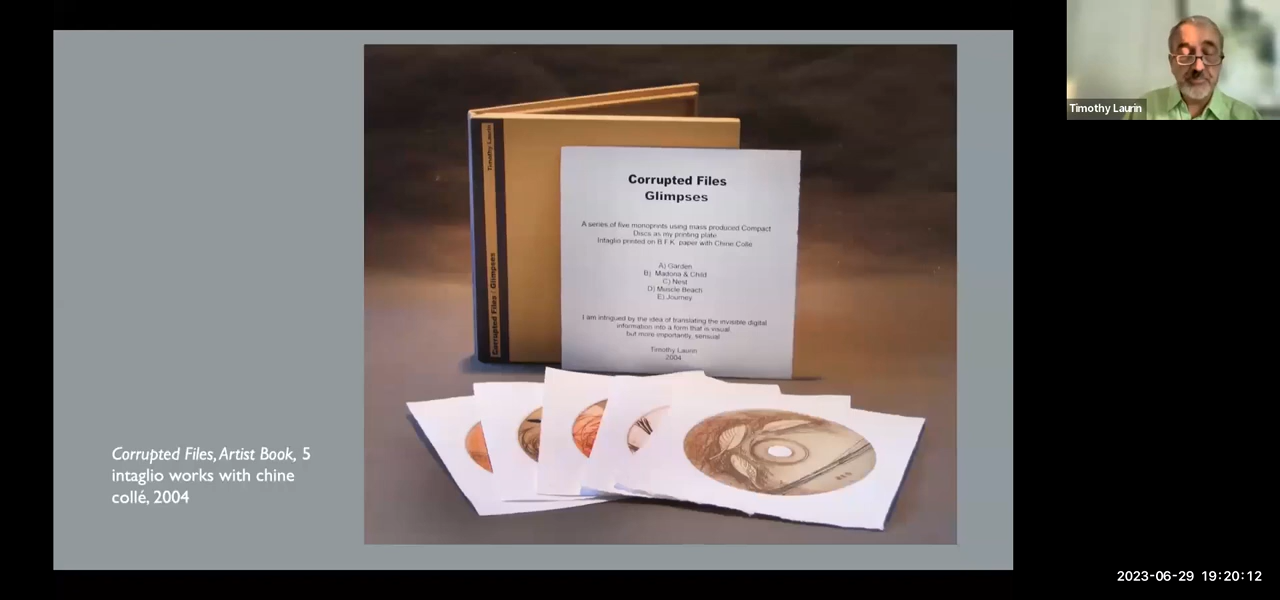 Timothy Laurin
Corrupted Files / Glimpses
Corrupted Files
Glimpses
A series of five monoprints using mass produced Compact
Discs as my printing plate
Intaglio printed on B.F.K. paper with Chine Collé
A) Garden
B) Madona & Child
C) Nest
D) Muscle Beach
E) Journey
I am intrigued by the idea of translating the invisible digital
information into a form that is visual,
but more importantly, sensual
Timothy Laurin
2004
Corrupted Files, Artist Book, 5
intaglio works with chine
collé, 2004
Timothy Laurin
2023-06-29 19:20:12